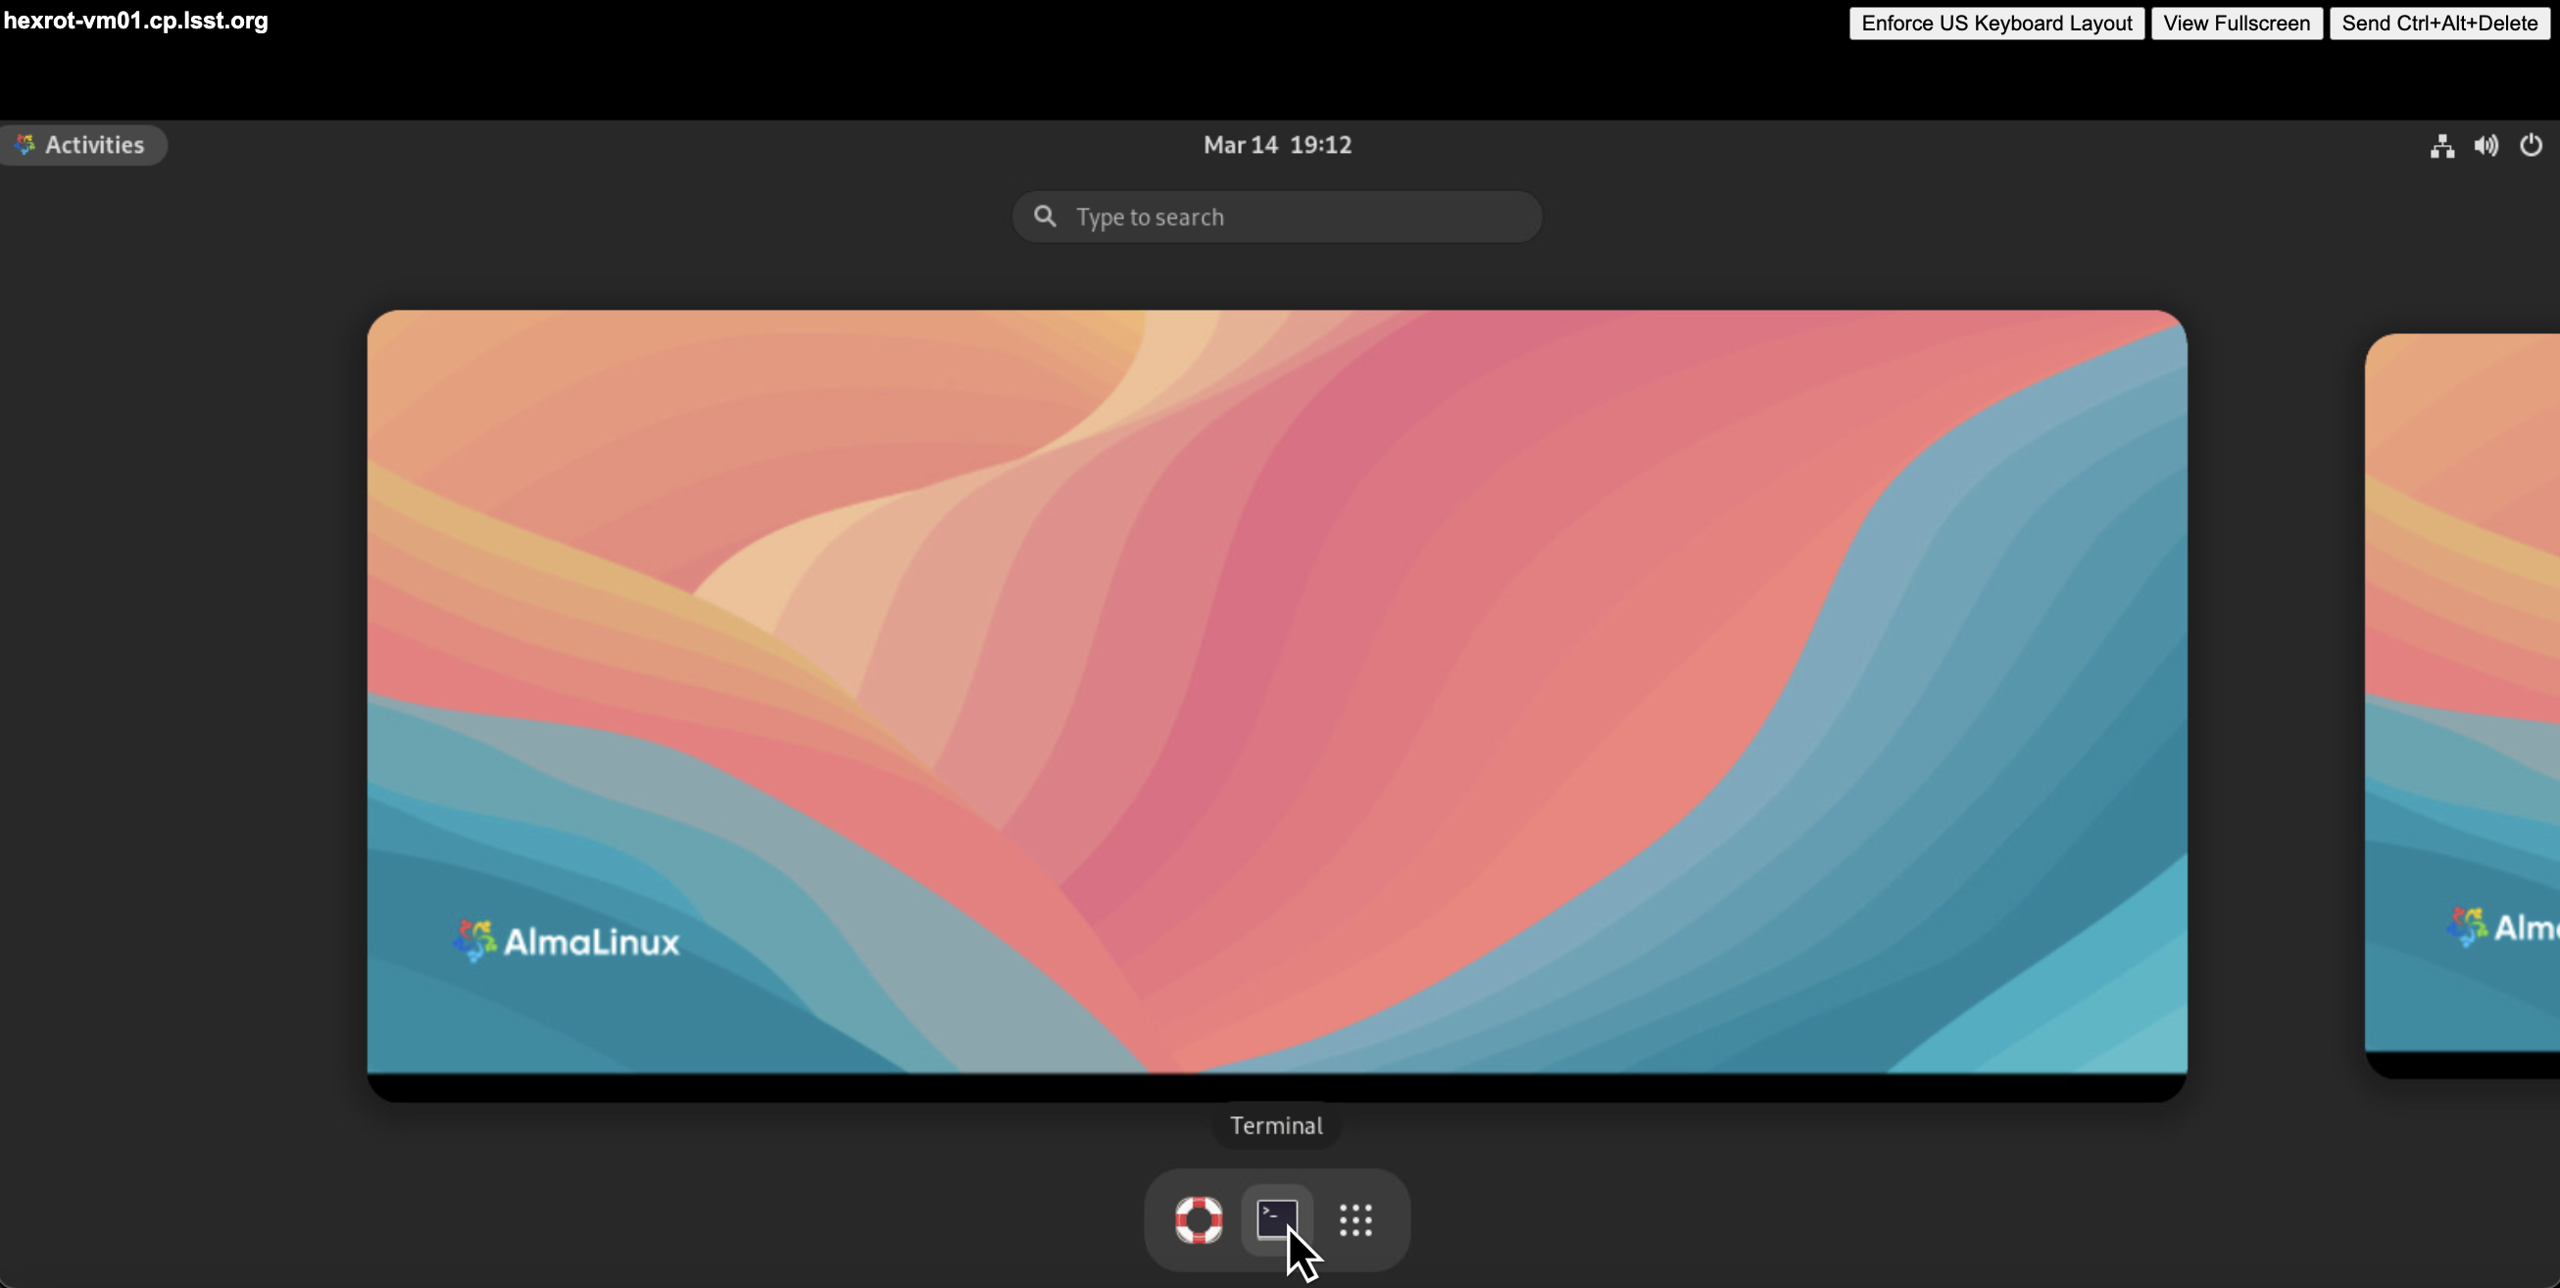 hexrot-vm01.cp.lsst.org
Enforce US Keyboard Layout
View Fullscreen
Send Ctrl+Alt+Delete
Activities
Mar 14 19:12
Type to search
AlmaLinux
Alm
Terminal